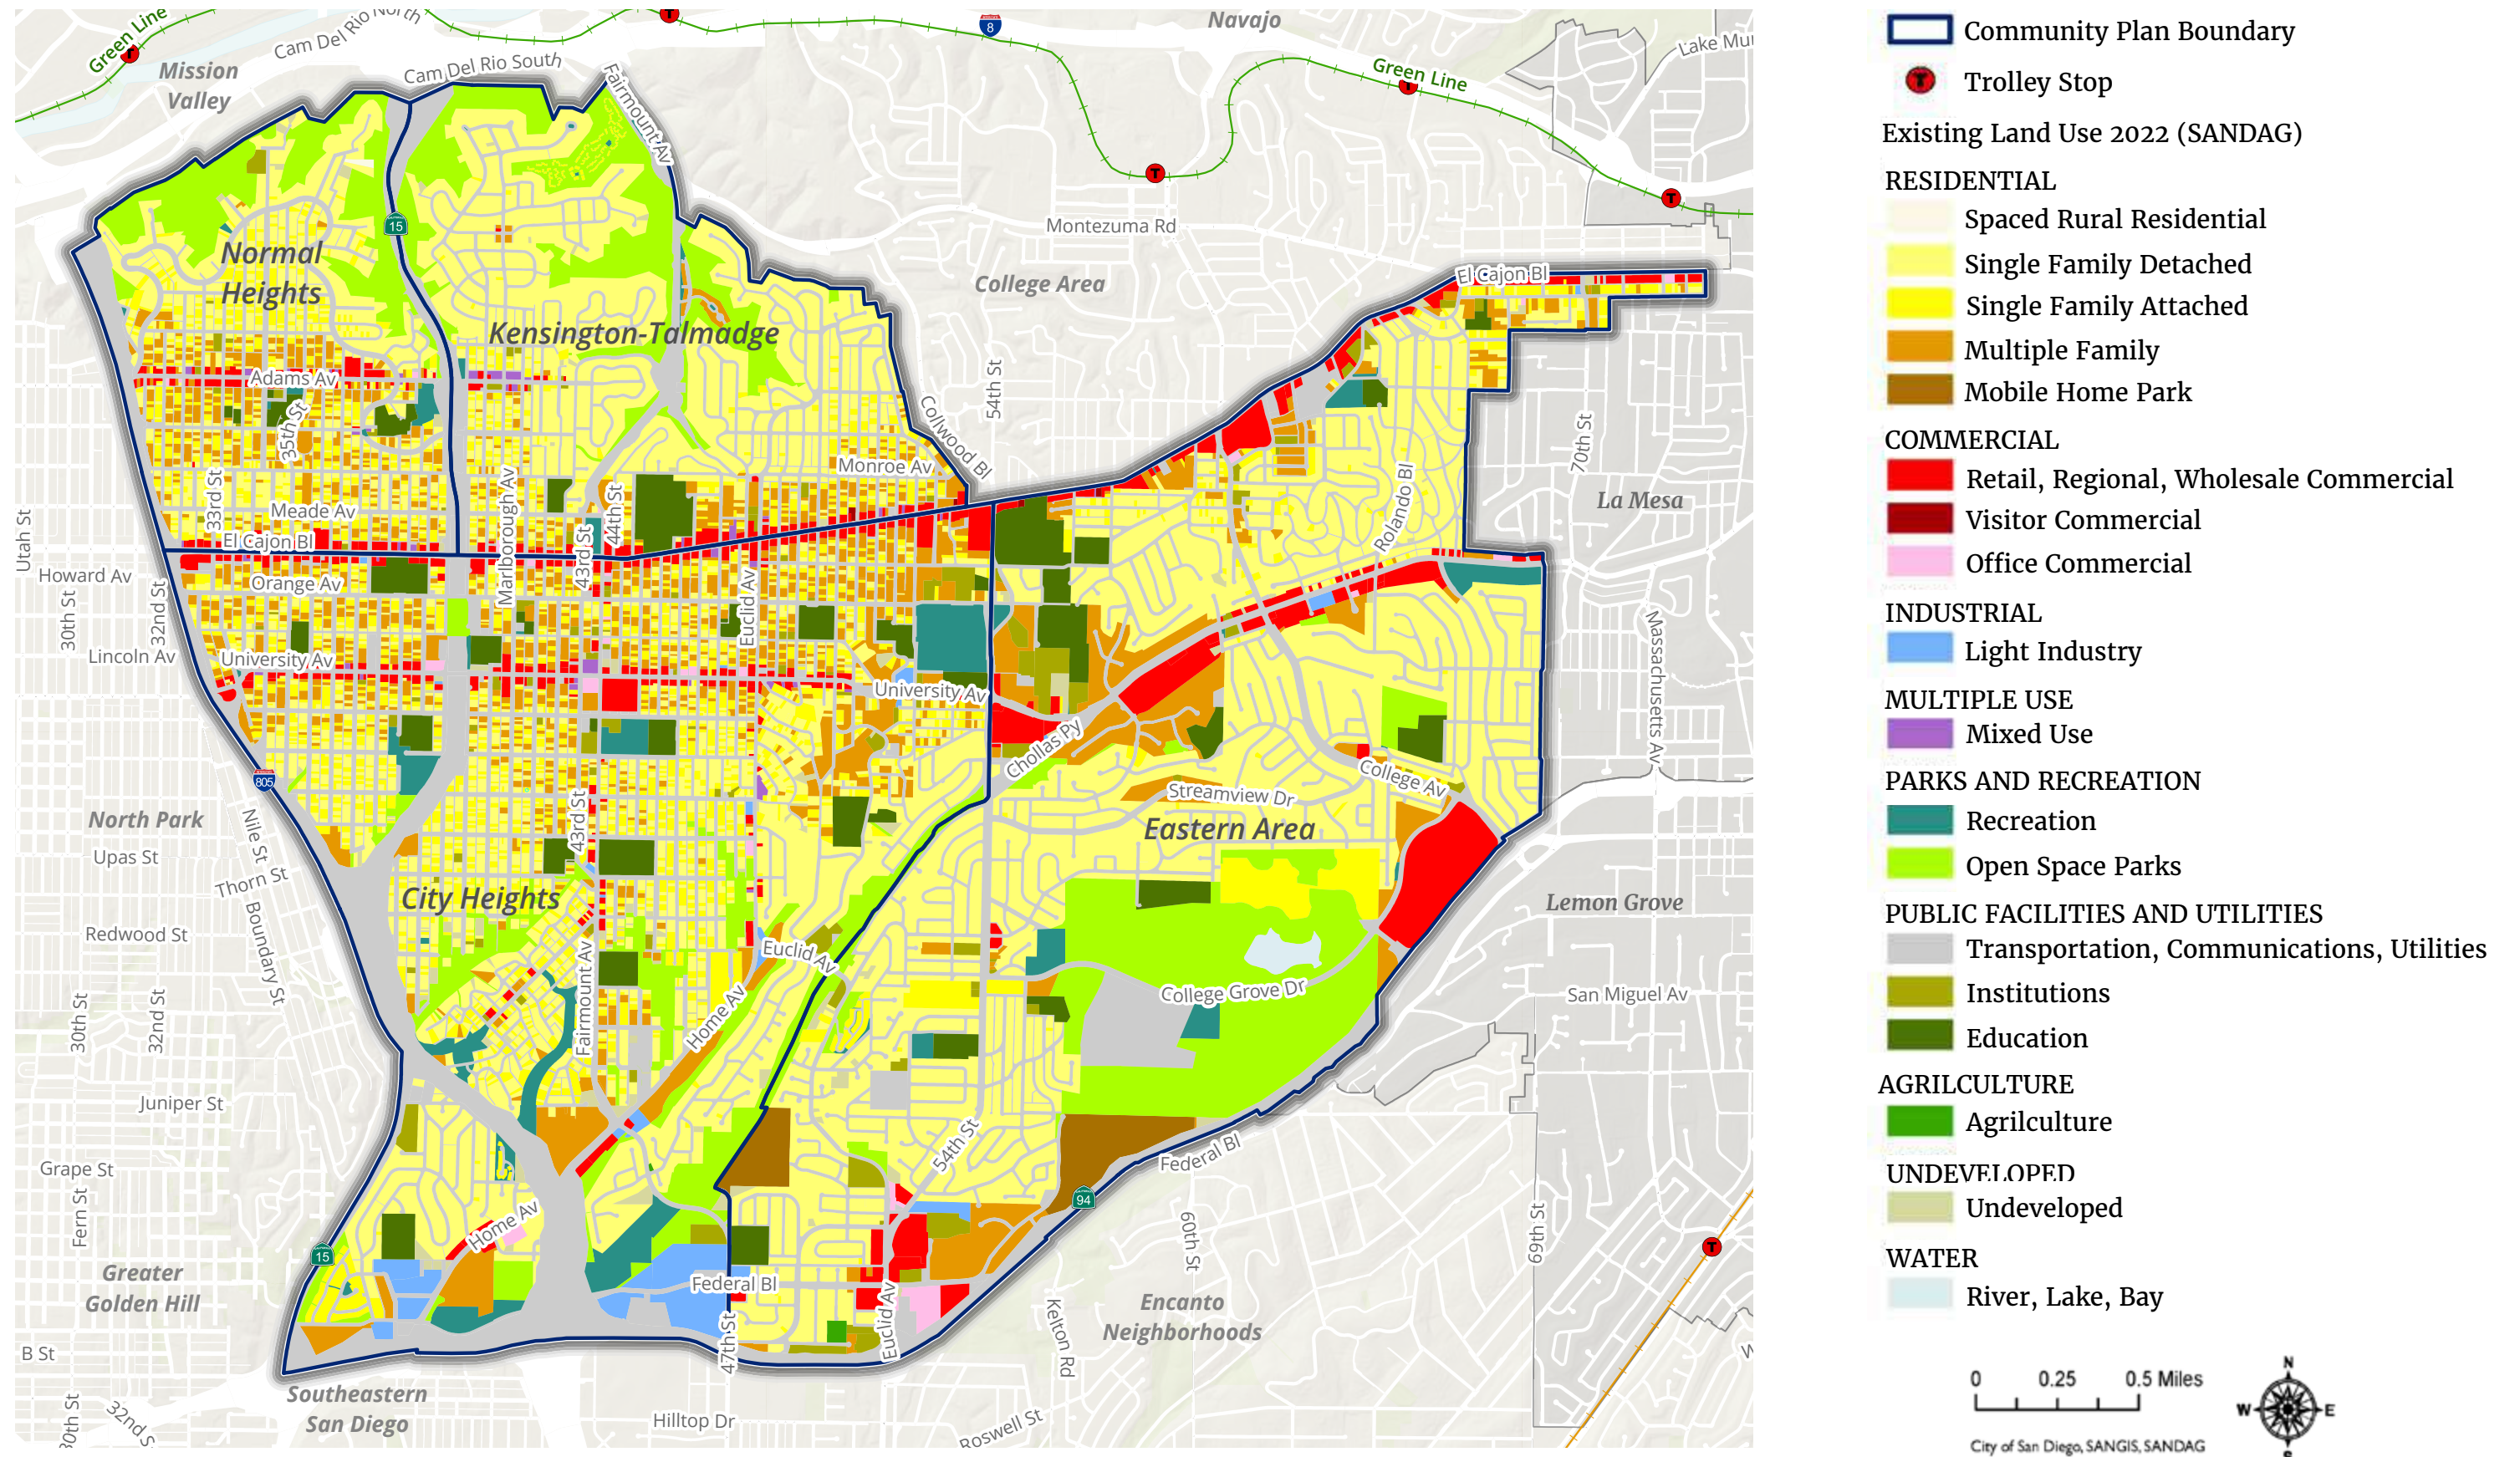 Green Line
Cam Del Rio North
8
Navajo
Lake Mur
Mission
Valley
Cam Del Rio South
Fairmount Av
Green Line
15
Montezuma Rd
Normal
Heights
College Area
El Cajon Bl
Kensington-Talmadge
Adams Av
54th St
35th St
Collwood Bl
70th St
Monroe Av
33rd St
Marlborough Av
44th St
Meade Av
Rolando Bl
La Mesa
Utah St
El Cajon Bl
43rd St
Howard Av
Orange Av
Euclid Av
30th St
32nd St
Lincoln Av
University Av
University Av
Massachusetts Av
Chollas Py
805
College Av
Streamview Dr
North Park
Nile St
43rd St
Eastern Area
Upas St
Thorn St
City Heights
Lemon Grove
Boundary St
Redwood St
Euclid Av
Fairmount Av
College Grove Dr
San Miguel Av
30th St
32nd St
Home Av
Juniper St
54th St
Federal Bl
Grape St
94
Fern St
Home Av
60th St
69th St
15
Greater
Golden Hill
Federal Bl
Encanto
Neighborhoods
Euclid Av
47th St
Kelton Rd
B St
Southeastern
San Diego
30th St
32nd S
Hilltop Dr
Roswell St
Community Plan Boundary
T Trolley Stop
Existing Land Use 2022 (SANDAG)
RESIDENTIAL
Spaced Rural Residential
Single Family Detached
Single Family Attached
Multiple Family
Mobile Home Park
COMMERCIAL
Retail, Regional, Wholesale Commercial
Visitor Commercial
Office Commercial
INDUSTRIAL
Light Industry
MULTIPLE USE
Mixed Use
PARKS AND RECREATION
Recreation
Open Space Parks
PUBLIC FACILITIES AND UTILITIES
Transportation, Communications, Utilities
Institutions
Education
AGRILCULTURE
Agrilculture
UNDEVELOPED
Undeveloped
WATER
River, Lake, Bay
0 0.25 0.5 Miles
N
W E
S
City of San Diego, SANGIS, SANDAG